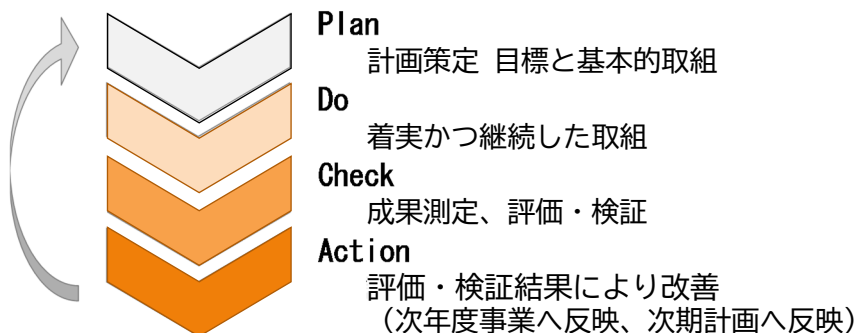 Plan
計画策定 目標と基本的取組
Do
着実かつ継続した取組
Check
成果測定、評価・検証
Action
評価・検証結果により改善
（次年度事業へ反映、次期計画へ反映）